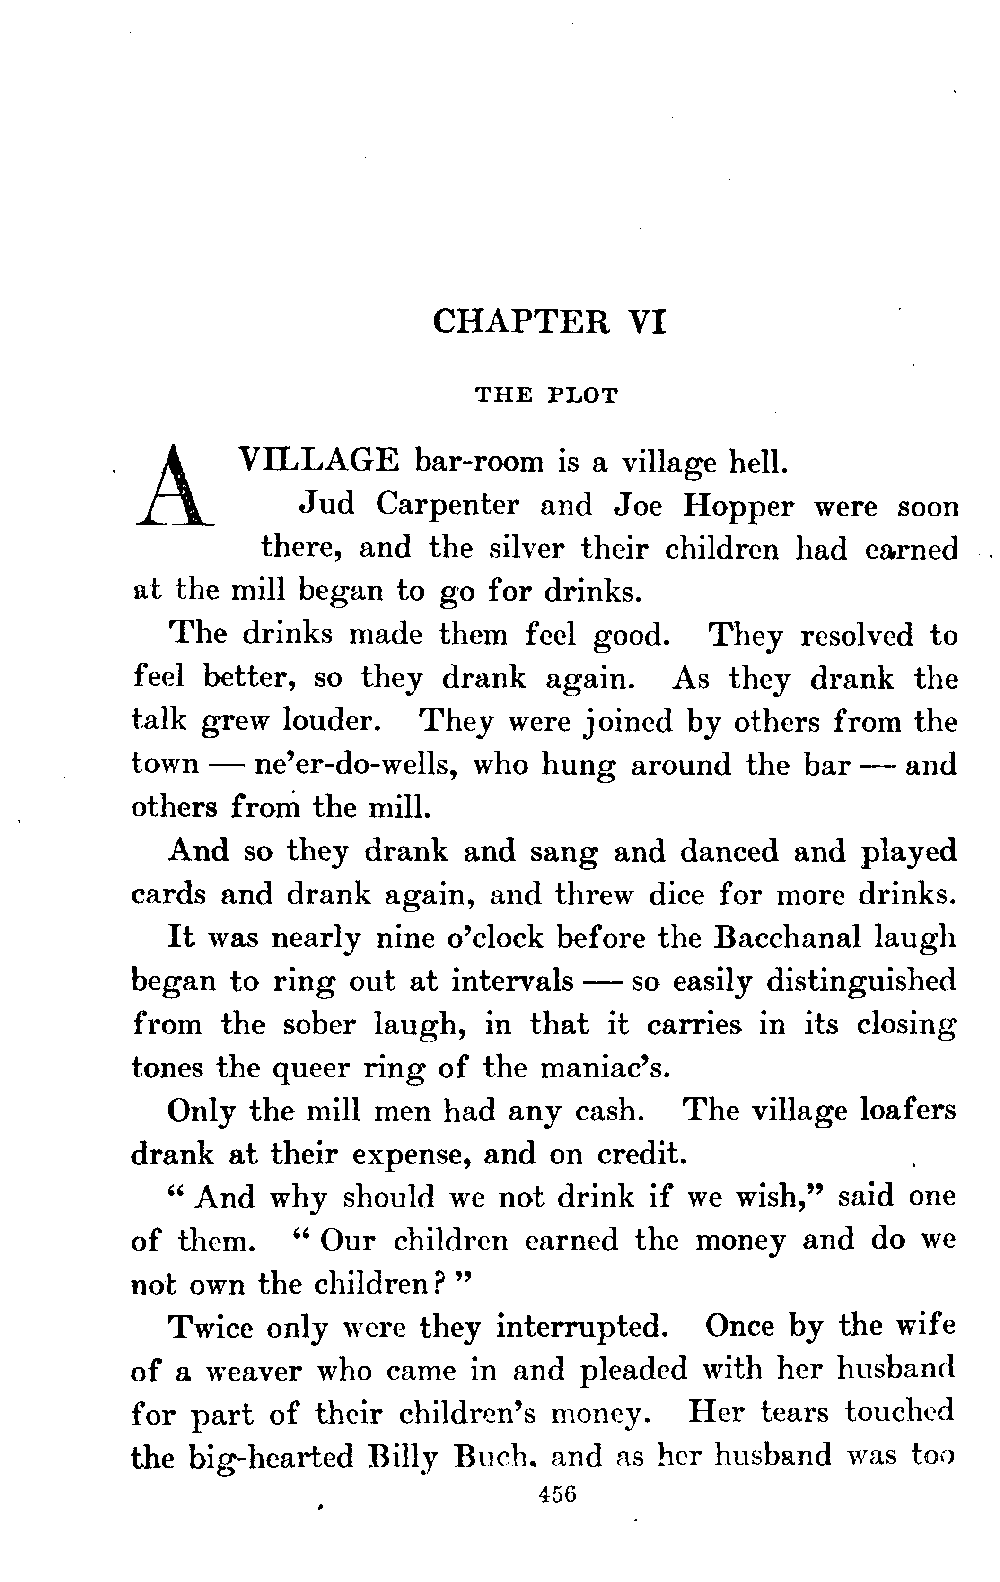 CHAPTER VI
THE PLOT
A VILLAGE bar-room is a village hell.
Jud Carpenter and Joe Hopper were soon
there, and the silver their children had earned
at the mill began to go for drinks.
The drinks made them feel good. They resolved to
feel better, so they drank again. As they drank the
talk grew louder. They were joined by others from the
town — ne'er-do-wells, who hung around the bar — and
others from the mill.
And so they drank and sang and danced and played
cards and drank again, and threw dice for more drinks.
It was nearly nine o'clock before the Bacchanal laugh
began to ring out at intervals — so easily distinguished
from the sober laugh, in that it carries in its closing
tones the queer ring of the maniac's.
Only the mill men had any cash. The village loafers
drank at their expense, and on credit.
“ And why should we not drink if we wish,” said one
of them. “ Our children earned the money and do we
not own the children? ”
Twice only were they interrupted. Once by the wife
of a weaver who came in and pleaded with her husband
for part of their children's money. Her tears touched
the big-hearted Billy Buch, and as her husband was too
456